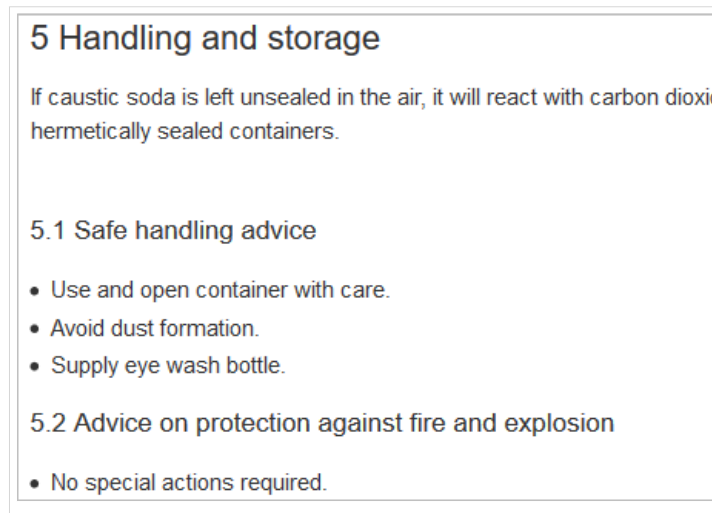 5 Handling and storage
If caustic soda is left unsealed in the air, it will react with carbon
hermetically sealed containers.
5.1 Safe handling advice
• Use and open container with care.
• Avoid dust formation.
• Supply eye wash bottle.
5.2 Advice on protection against fire and explosion
• No special actions required.